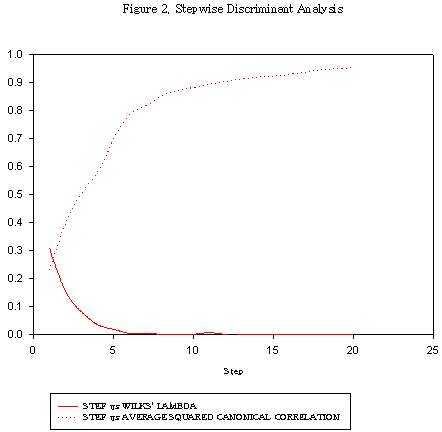 Figure 2. Stepwise Discriminant Analysis
1.0
0.9
0.8
0.7
0.6
0.5
0.4
0.3
0.2
0.1
0.0
0 5 10 15 20 25
Step
STEP vs WILKS' LAMBDA
STEP vs AVERAGE SQUARED CANONICAL CORRELATION